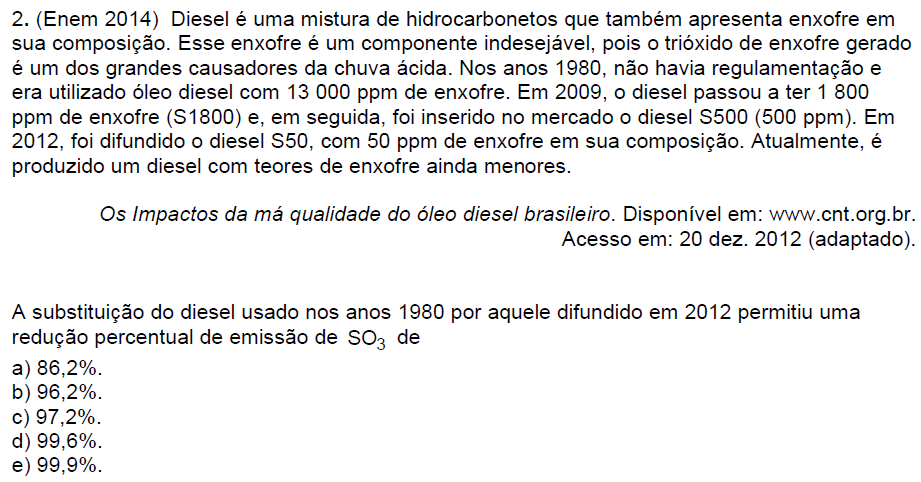 2. (Enem 2014)  Diesel é uma mistura de hidrocarbonetos que também apresenta enxofre em
sua composição. Esse enxofre é um componente indesejável, pois o trióxido de enxofre gerado
é um dos grandes causadores da chuva ácida. Nos anos 1980, não havia regulamentação e
era utilizado óleo diesel com 13 000 ppm de enxofre. Em 2009, o diesel passou a ter 1 800
ppm de enxofre (S1800) e, em seguida, foi inserido no mercado o diesel S500 (500 ppm). Em
2012, foi difundido o diesel S50, com 50 ppm de enxofre em sua composição. Atualmente, é
produzido um diesel com teores de enxofre ainda menores.
Os Impactos da má qualidade do óleo diesel brasileiro. Disponível em: www.cnt.org.br.
Acesso em: 20 dez. 2012 (adaptado).
A substituição do diesel usado nos anos 1980 por aquele difundido em 2012 permitiu uma
redução percentual de emissão de SO₃ de
a) 86,2%.
b) 96,2%.
c) 97,2%.
d) 99,6%.
e) 99,9%.